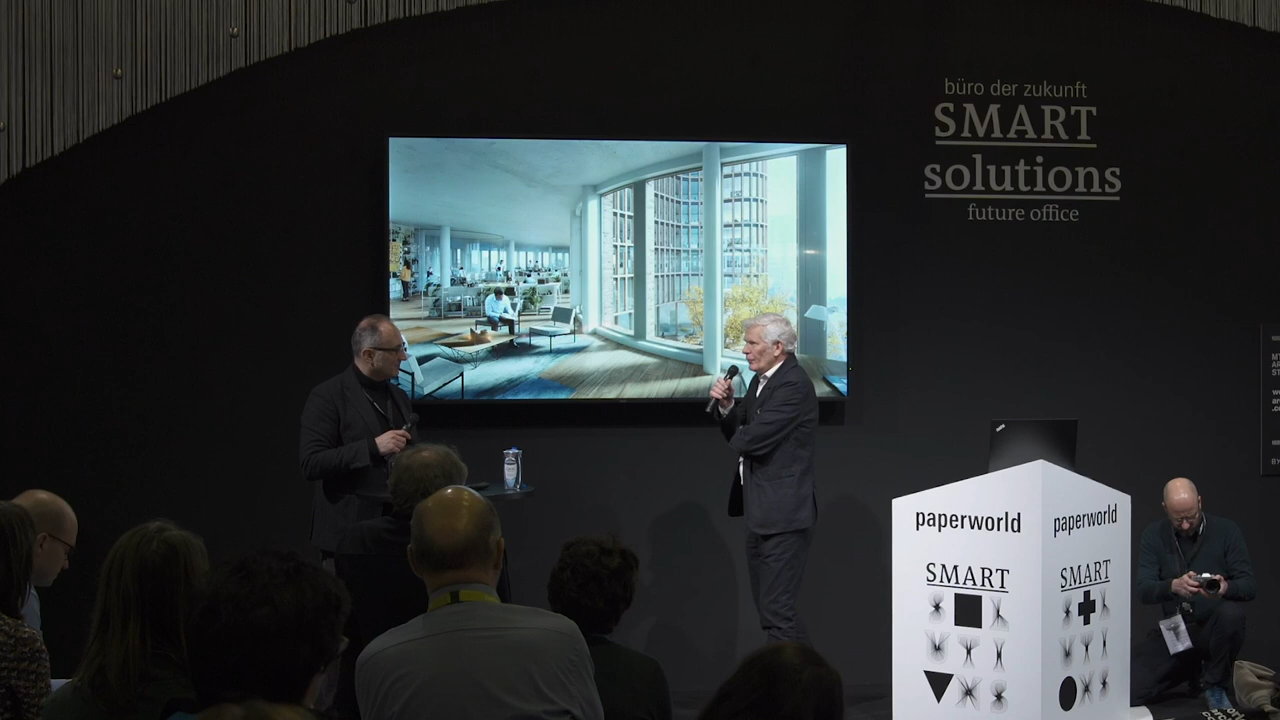 büro der zukunft
SMART
solutions
future office
paperworld
SMART
paperworld
SMART